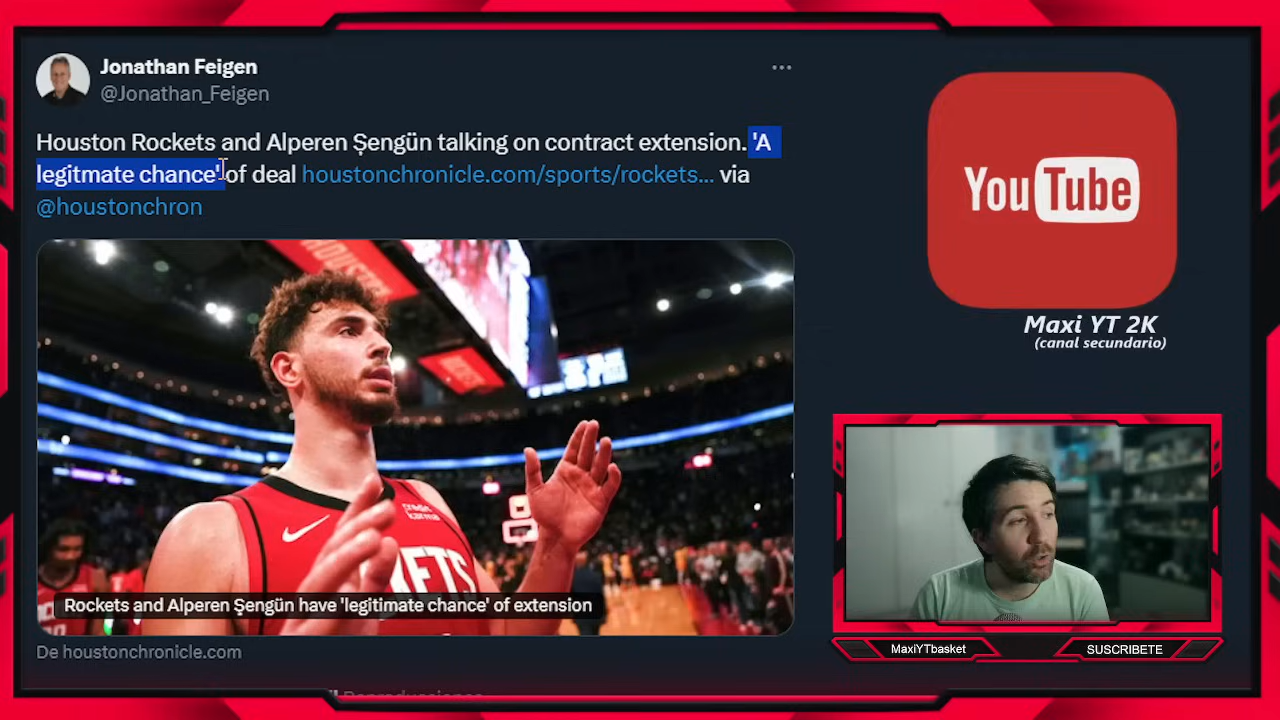 Jonathan Feigen
@Jonathan_Feigen
Houston Rockets and Alperen Şengün talking on contract extension. 'A
legitmate chance' of deal houstonchronicle.com/sports/rockets... via
@houstonchron
Rockets and Alperen Şengün have 'legitimate chance' of extension
De houstonchronicle.com
YouTube
Maxi YT 2K
(canal secundario)
MaxiYTbasket
SUSCRIBETE